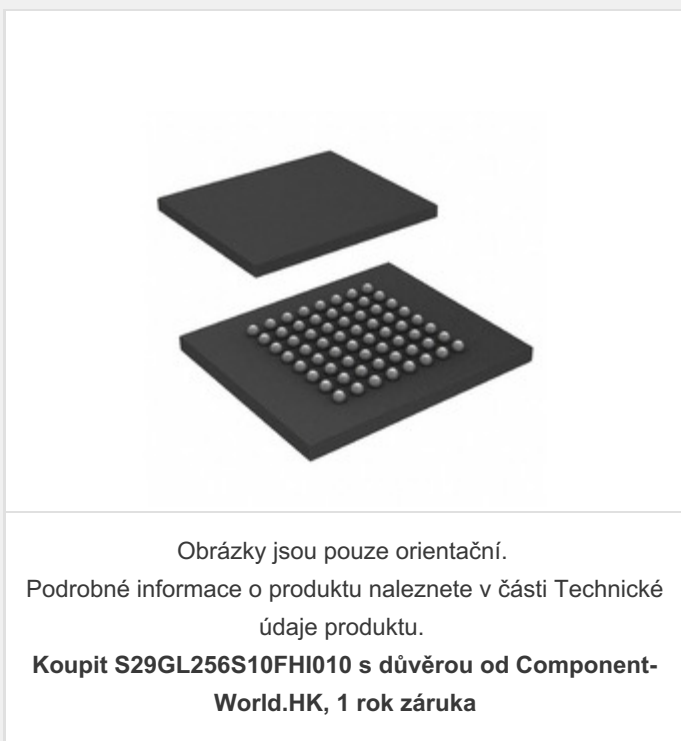 Obrázky jsou pouze orientační.
Podrobné informace o produktu naleznete v části Technické
údaje produktu.
Koupit S29GL256S10FHI010 s důvěrou od Component-
World.HK, 1 rok záruka